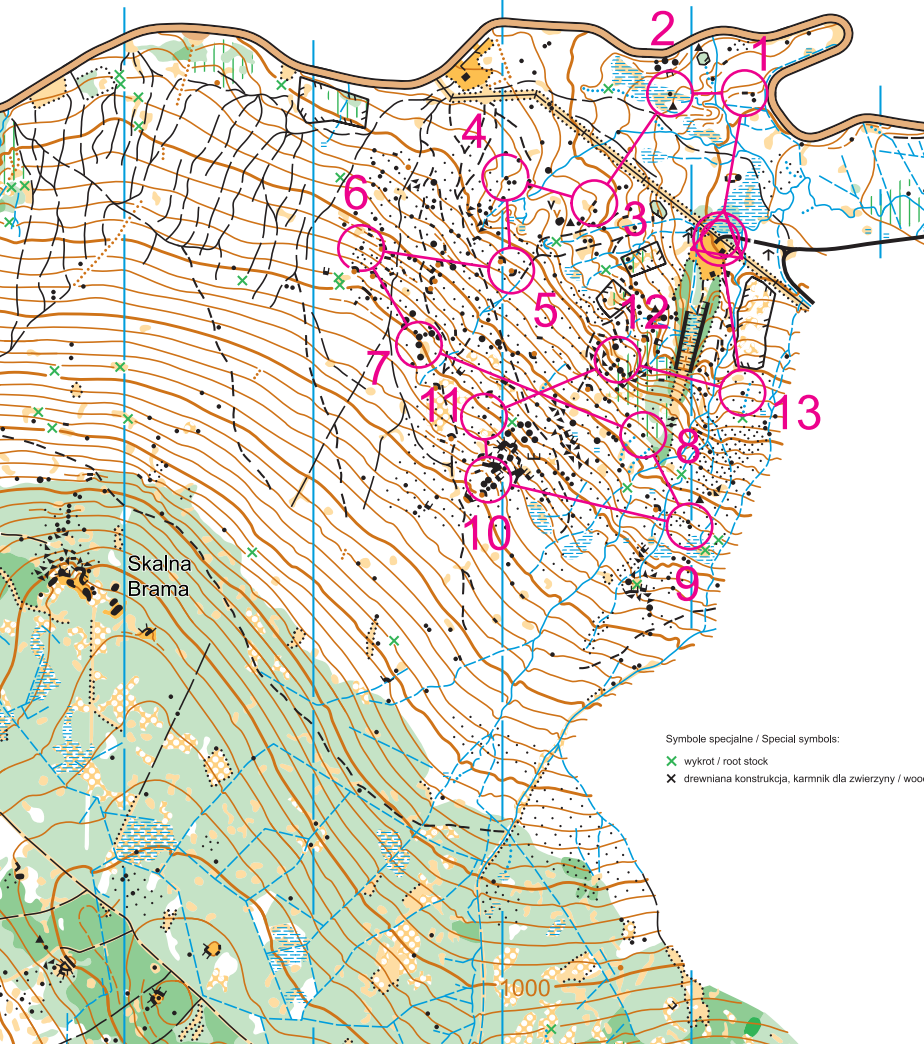 2
1
4
6
3
5
12
7
11
13
8
10
9
Skalna
Brama
Symbole specjalne / Special symbols:
wykrot / root stock
drewniana konstrukcja, karmnik dla zwierzyny / woo
1000